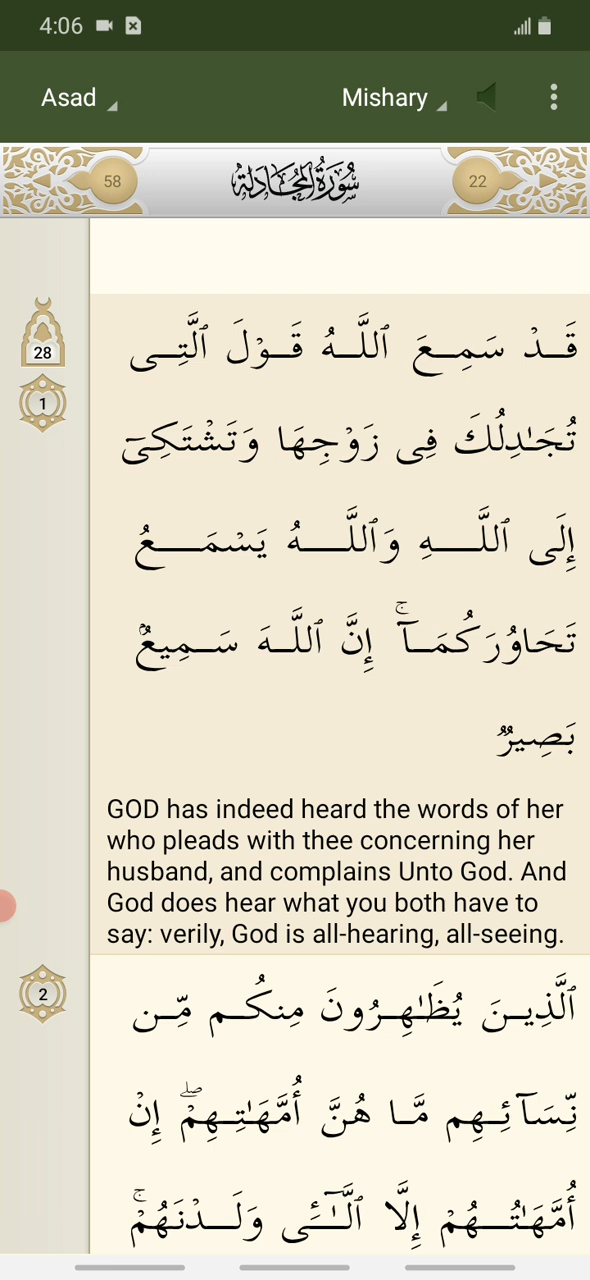 4:06
Asad
Mishary
58
سُورَةُ المُجَادلة
22
28
1
قَدْ سَمِعَ ٱللَّهُ قَوْلَ ٱلَّتِى
تُجَـٰدِلُكَ فِى زَوْجِهَا وَتَشْتَكِىٓ
إِلَى ٱللَّهِ وَٱللَّهُ يَسْمَعُ
تَحَاوُرَكُمَآ ۚ إِنَّ ٱللَّهَ سَمِيعٌۢ
بَصِيرٌ
GOD has indeed heard the words of her
who pleads with thee concerning her
husband, and complains Unto God. And
God does hear what you both have to
say: verily, God is all-hearing, all-seeing.
2
ٱلَّذِينَ يُظَـٰهِرُونَ مِنكُم مِّن
نِّسَآئِهِم مَّا هُنَّ أُمَّهَـٰتِهِمْ ۖ إِنْ
أُمَّهَـٰتُهُمْ إِلَّا ٱلَّـٰٓـِٔى وَلَدْنَهُمْ ۚ